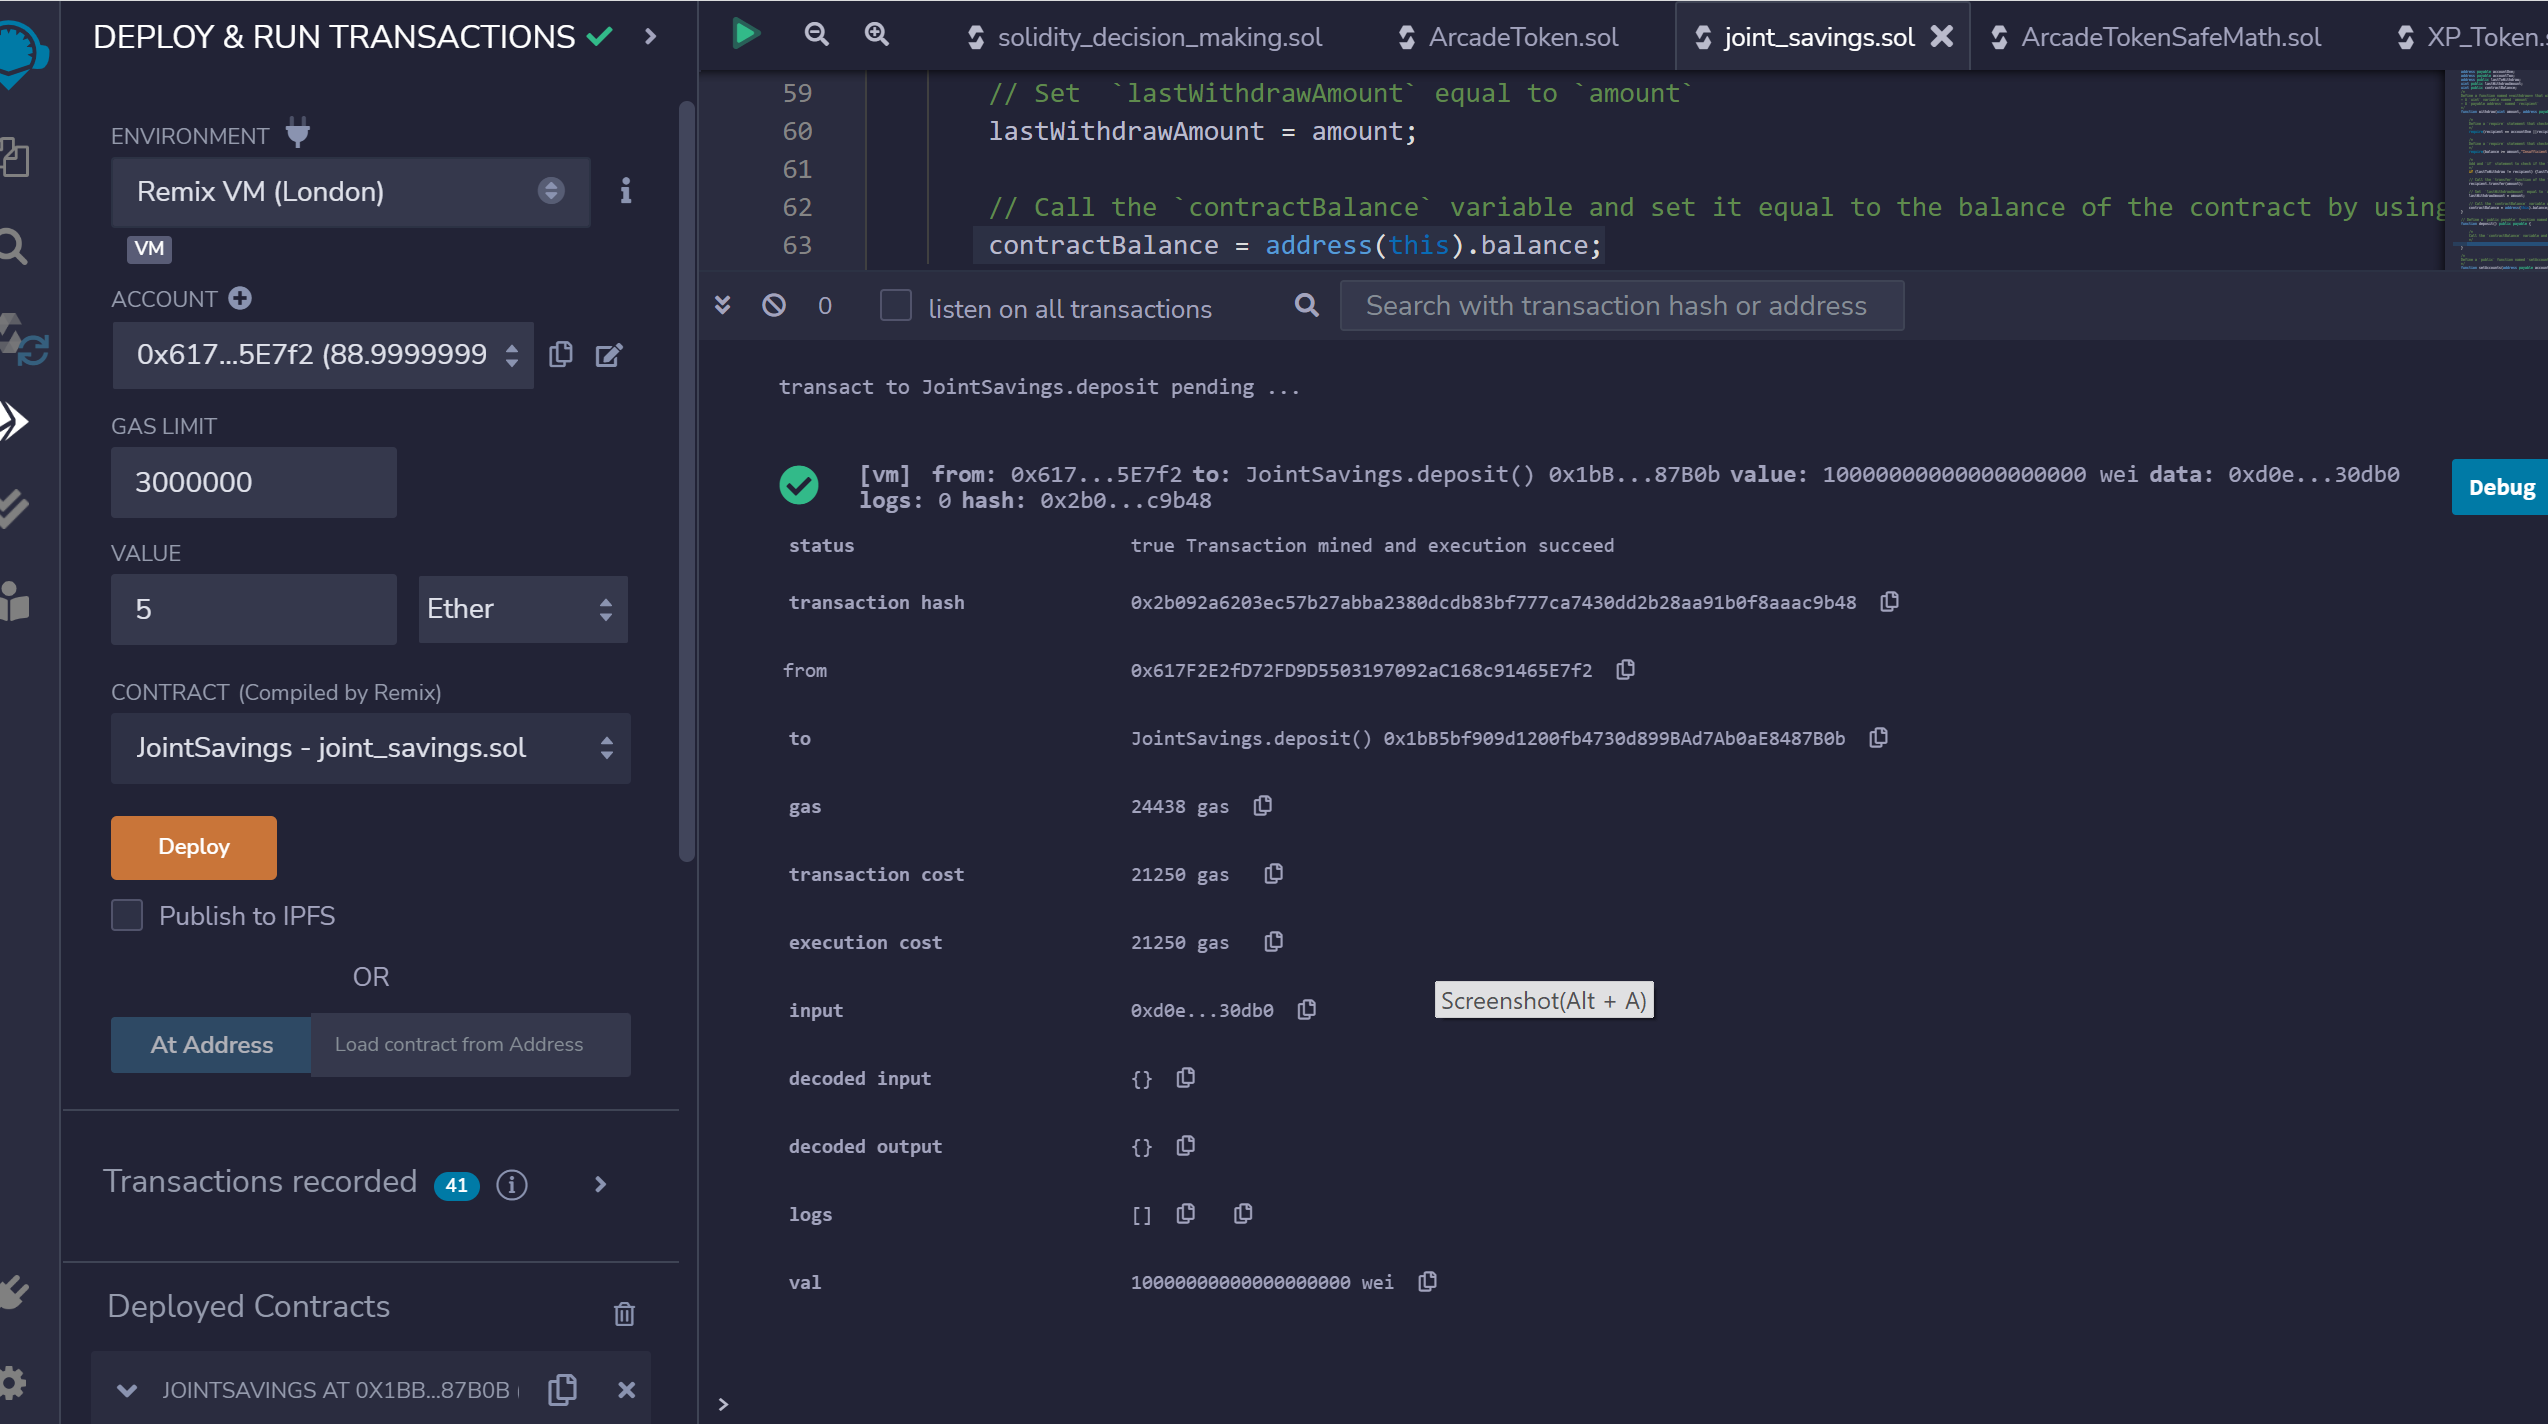 DEPLOY & RUN TRANSACTIONS
ENVIRONMENT
Remix VM (London)
VM
ACCOUNT
0x617...5E7f2 (88.9999999
GAS LIMIT
3000000
VALUE
5
Ether
CONTRACT (Compiled by Remix)
JointSavings - joint_savings.sol
Deploy
Publish to IPFS
OR
At Address
Load contract from Address
Transactions recorded 41
Deployed Contracts
JOINTSAVINGS AT 0X1BB...87B0B (
solidity_decision_making.sol
ArcadeToken.sol
joint_savings.sol
ArcadeTokenSafeMath.sol
XP_Token.s
59 // Set `lastWithdrawAmount` equal to `amount`
60 lastWithdrawAmount = amount;
61
62 // Call the `contractBalance` variable and set it equal to the balance of the contract by using
63 contractBalance = address(this).balance;
0
listen on all transactions
Search with transaction hash or address
transact to JointSavings.deposit pending ...
[vm] from: 0x617...5E7f2 to: JointSavings.deposit() 0x1bB...87B0b value: 10000000000000000000 wei data: 0xd0e...30db0
logs: 0 hash: 0x2b0...c9b48
Debug
status true Transaction mined and execution succeed
transaction hash 0x2b092a6203ec57b27abba2380dcdb83bf777ca7430dd2b28aa91b0f8aaac9b48
from 0x617F2E2fD72FD9D5503197092aC168c91465E7f2
to JointSavings.deposit() 0x1bB5bf909d1200fb4730d899BAd7Ab0aE8487B0b
gas 24438 gas
transaction cost 21250 gas
execution cost 21250 gas
input 0xd0e...30db0
Screenshot(Alt + A)
decoded input {}
decoded output {}
logs []
val 10000000000000000000 wei
>